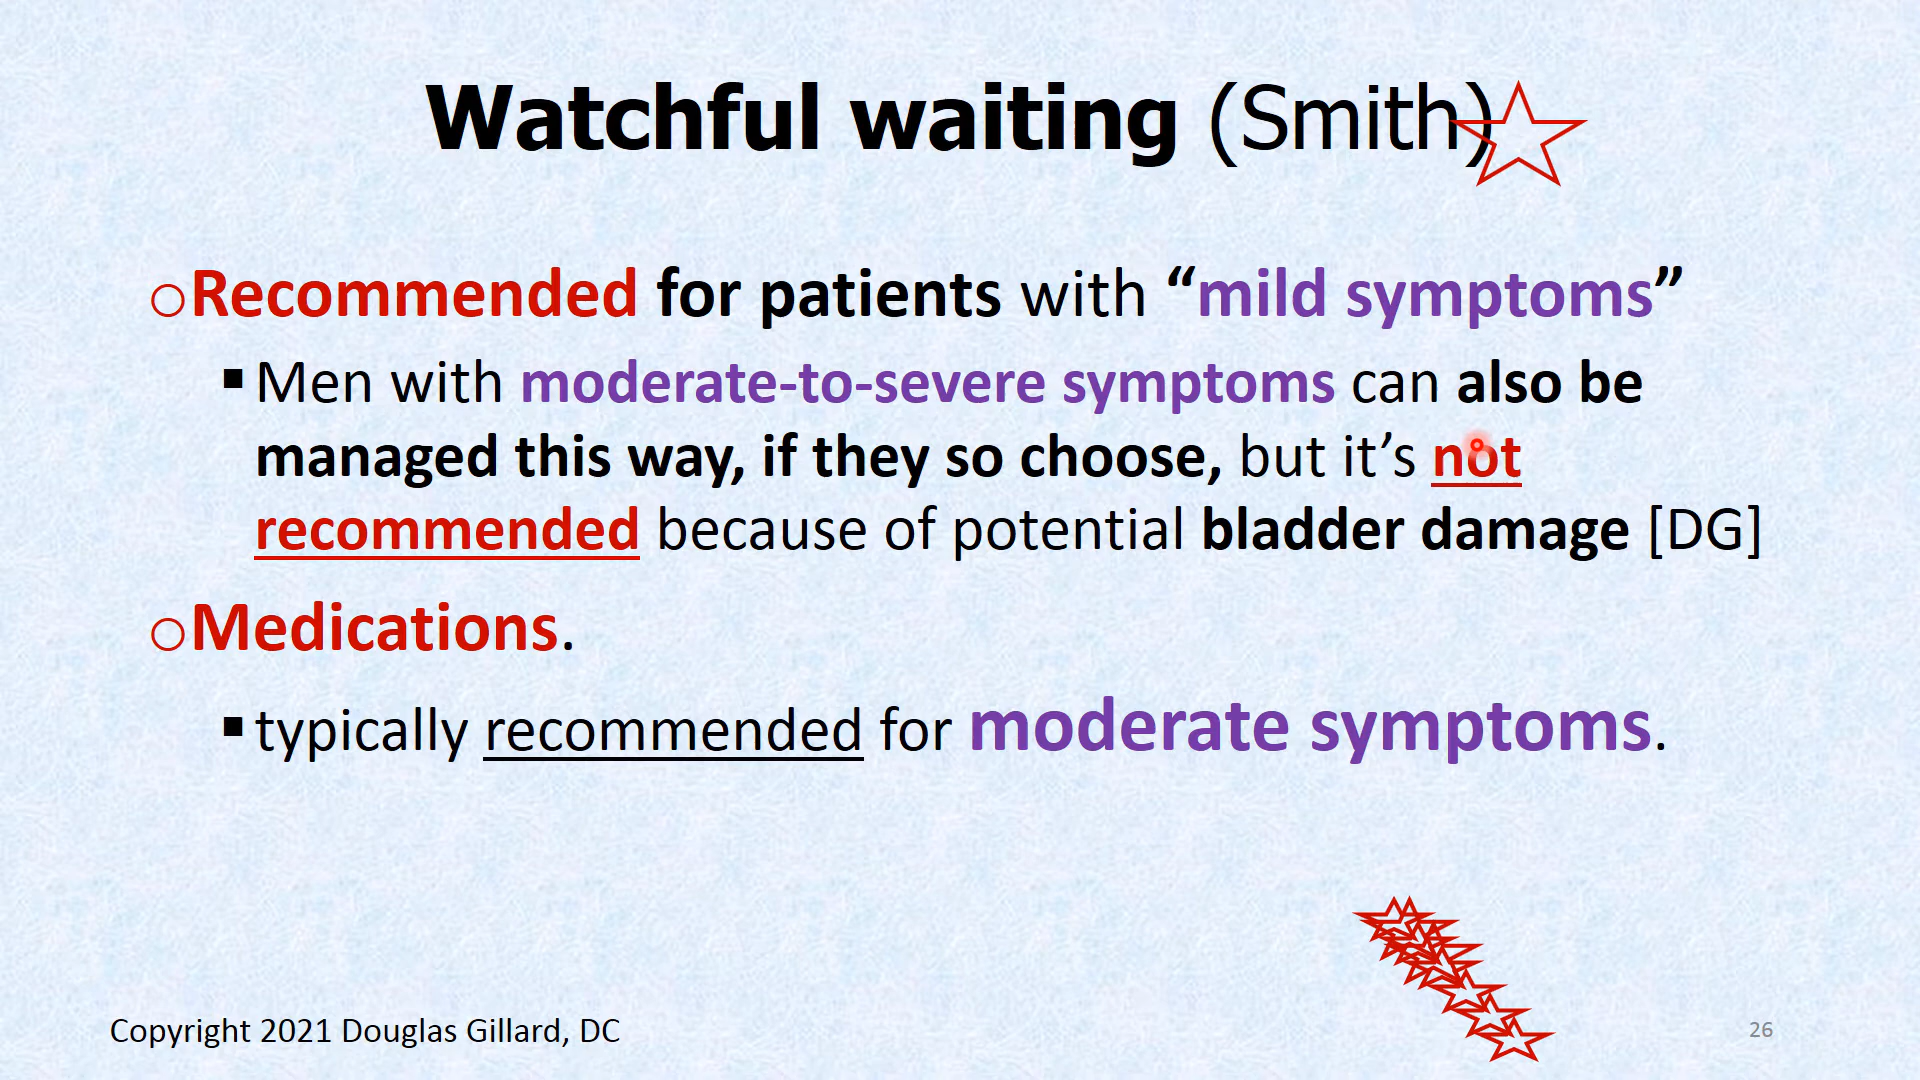 Watchful waiting (Smith)
oRecommended for patients with “mild symptoms”
▪Men with moderate-to-severe symptoms can also be
managed this way, if they so choose, but it’s not
recommended because of potential bladder damage [DG]
oMedications.
▪typically recommended for moderate symptoms.
Copyright 2021 Douglas Gillard, DC
26